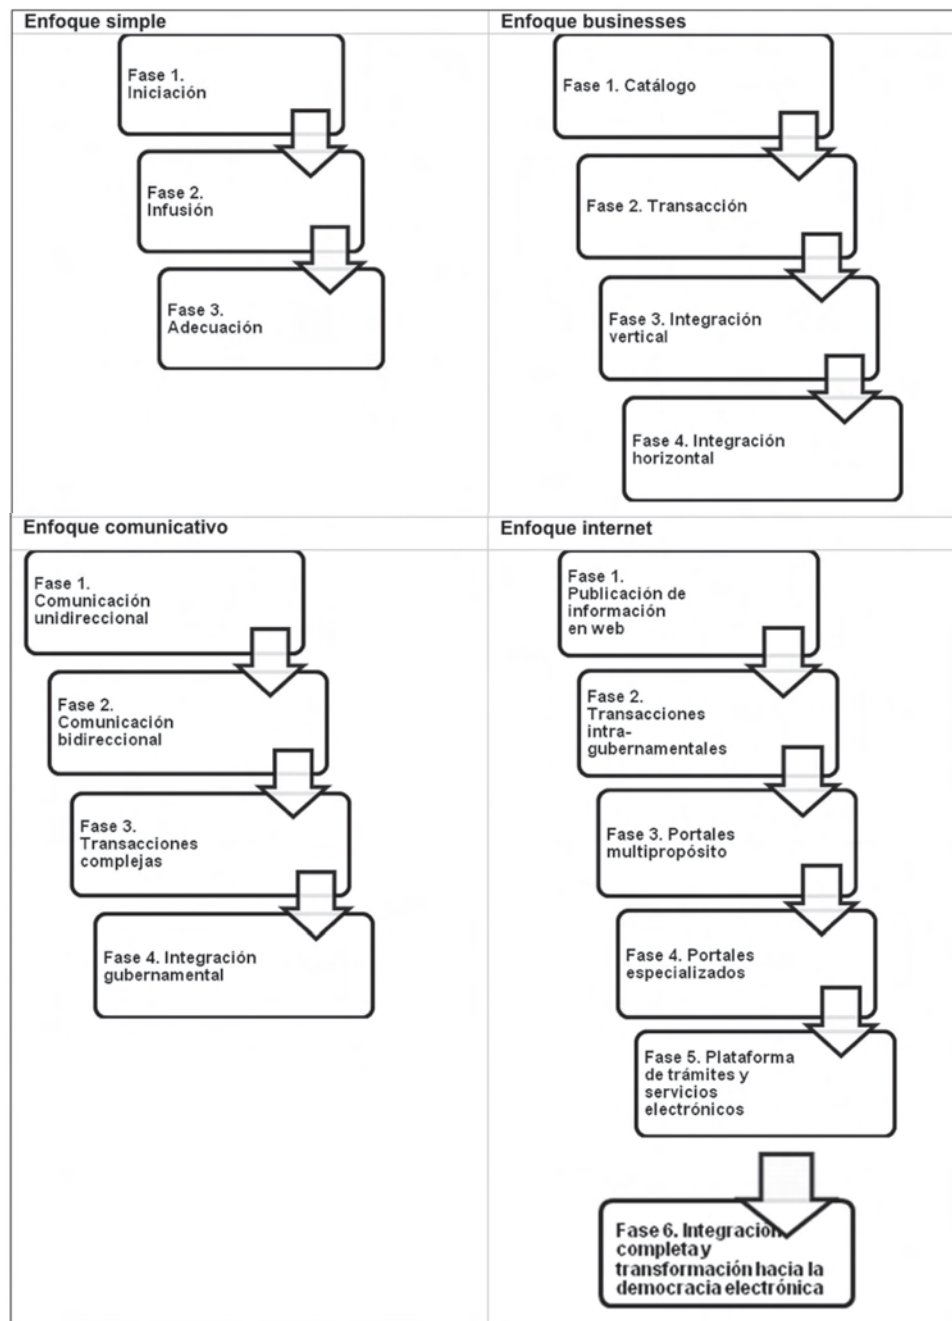 Enfoque simple
Fase 1.
Iniciación
Fase 2.
Infusión
Fase 3.
Adecuación
Enfoque businesses
Fase 1. Catálogo
Fase 2. Transacción
Fase 3. Integración
vertical
Fase 4. Integración
horizontal
Enfoque comunicativo
Fase 1.
Comunicación
unidireccional
Fase 2.
Comunicación
bidireccional
Fase 3.
Transacciones
complejas
Fase 4. Integración
gubernamental
Enfoque internet
Fase 1.
Publicación de
información
en web
Fase 2.
Transacciones
intra-
gubernamentales
Fase 3. Portales
multipropósito
Fase 4. Portales
especializados
Fase 5. Plataforma
de trámites y
servicios
electrónicos
Fase 6. Integración
completa y
transformación hacia la
democracia electrónica